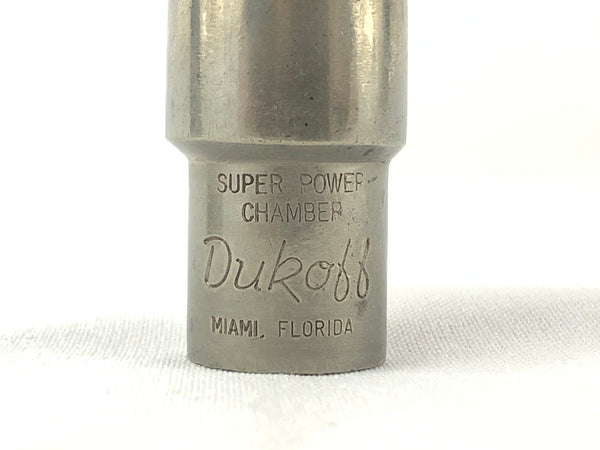 SUPER POWER
CHAMBER
Dukoff
MIAMI, FLORIDA